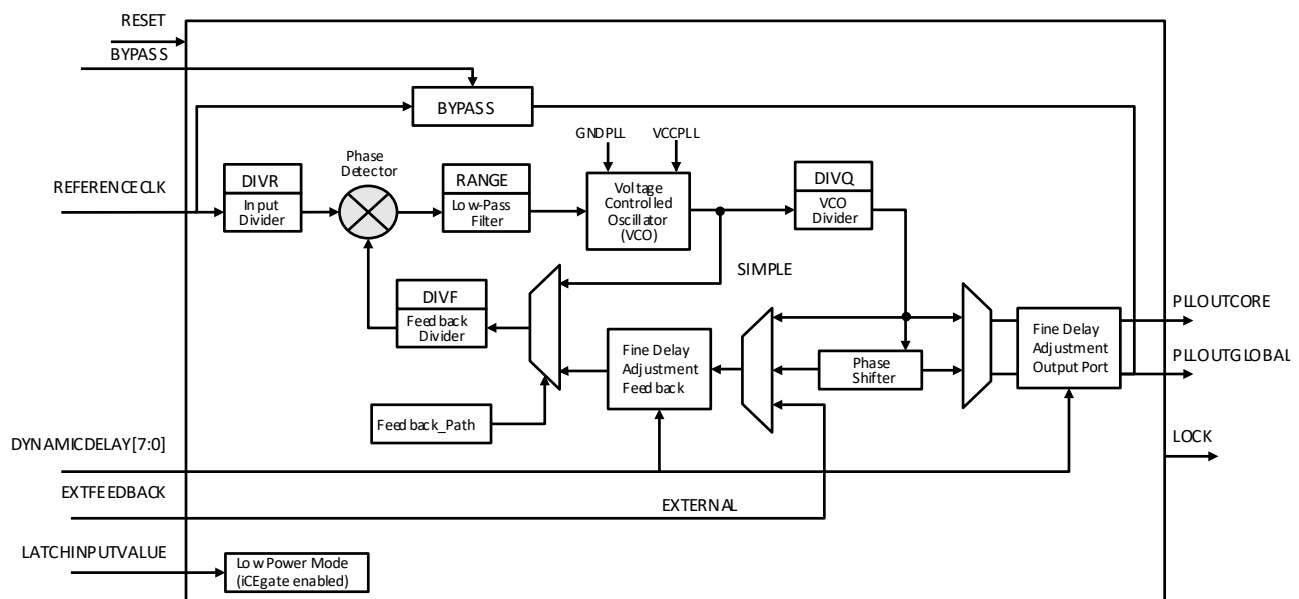 RESET
BYPASS
BYPASS
GNDPLL
VCCPLL
Phase
Detector
REFERENCECLK
DIVR
Input
Divider
RANGE
Low-Pass
Filter
Voltage
Controlled
Oscillator
(VCO)
DIVQ
VCO
Divider
SIMPLE
DIVF
Feedback
Divider
Fine Delay
Adjustment
Feedback
Phase
Shifter
Fine Delay
Adjustment
Output Port
PLLOUTCORE
PLLOUTGLOBAL
Feedback_Path
DYNAMICDELAY[7:0]
LOCK
EXTFEEDBACK
EXTERNAL
LATCHINPUTVALUE
Low Power Mode
(iCEgate enabled)